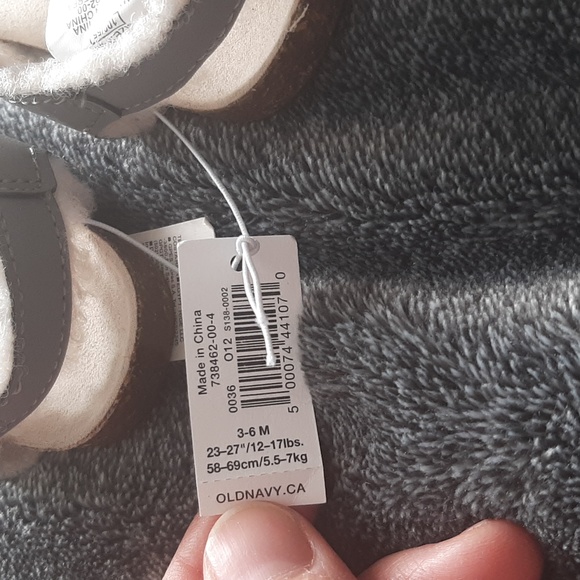 Made in China
738462-00-4
0036 O12 S138-0002
5 00074 44107 0
3-6 M
23-27"/12-17lbs.
58-69cm/5.5-7kg
OLDNAVY.CA